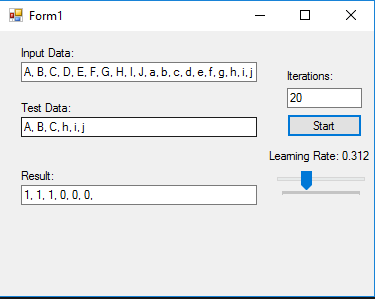 Form1
Input Data:
A, B, C, D, E, F, G, H, I, J, a, b, c, d, e, f, g, h, i, j
Iterations:
20
Test Data:
A, B, C, h, i, j
Start
Learning Rate: 0.312
Result:
1, 1, 1, 0, 0, 0,